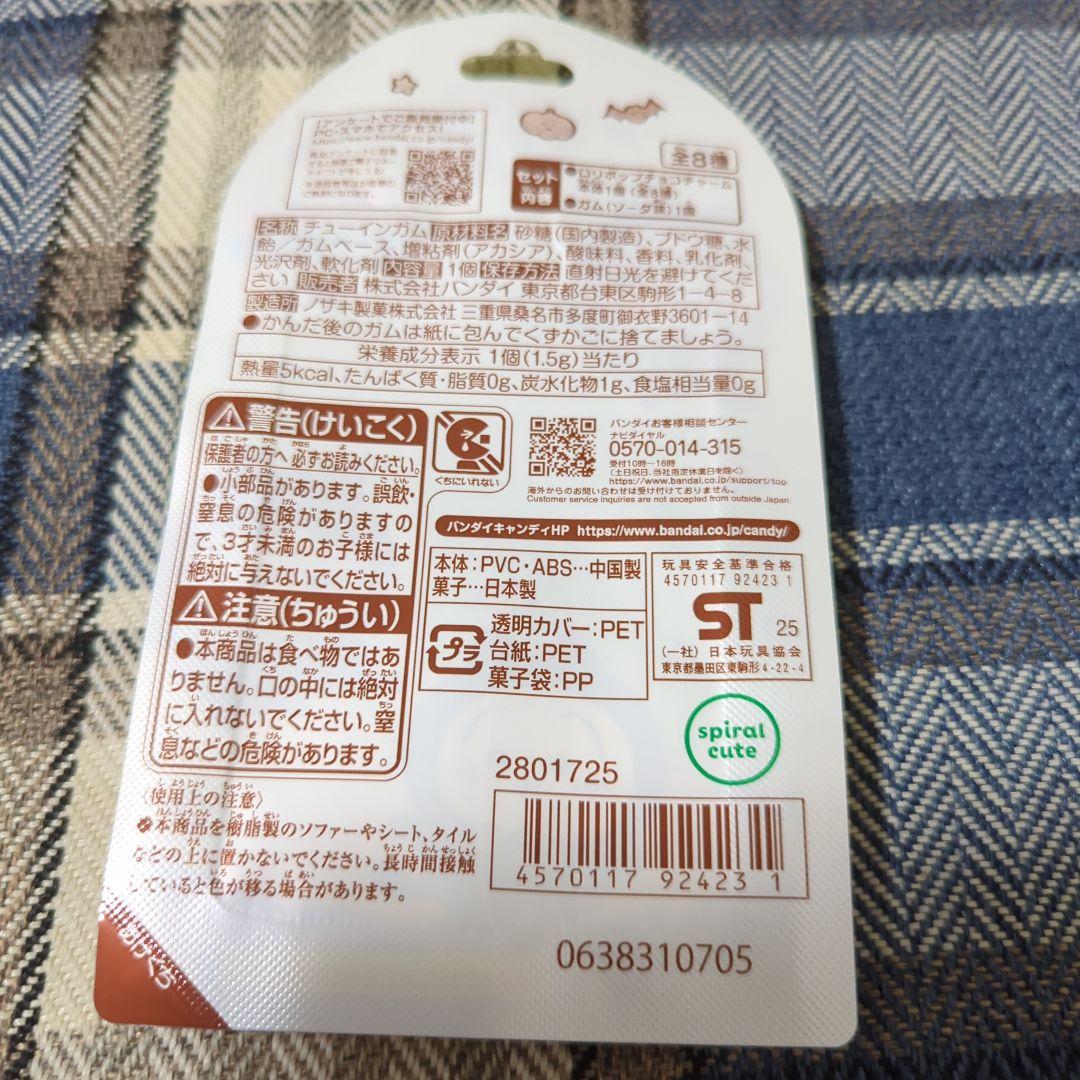 [アンケートでご意見受付中]
PC・スマホでアクセス!
https://www.bandai.co.jp/candy/
全8種
セット内容
●ロリポップチョコチャーム
本体1個(全8種)
●ガム(ソーダ味)1個
名称 チューインガム 原材料名 砂糖(国内製造)、ブドウ糖、水
飴/ガムベース、増粘剤(アカシア)、酸味料、香料、乳化剤、
光沢剤、軟化剤 内容量 1個 保存方法 直射日光を避けてくだ
さい 販売者 株式会社バンダイ 東京都台東区駒形1-4-8
製造所 ノザキ製菓株式会社 三重県桑名市多度町御衣野3601-14
●かんだ後のガムは紙に包んでくずかごに捨てましょう。
栄養成分表示 1個(1.5g)当たり
熱量5kcal、たんぱく質・脂質0g、炭水化物1g、食塩相当量0g
警告(けいこく)
保護者の方へ 必ずお読みください。
●小部品があります。誤飲・
窒息の危険がありますの
で、3才未満のお子様には
絶対に与えないでください。
注意(ちゅうい)
●本商品は食べ物ではあ
りません。口の中には絶対
に入れないでください。窒
息などの危険があります。
くちにいれない
バンダイお客様相談センター
ナビダイヤル
0570-014-315
受付10時~16時
(土日祝日、当社指定休業日を除く)
https://www.bandai.co.jp/support/top
海外からのお問い合わせは受け付けておりません。
Customer service inquiries are not accepted from outside Japan
バンダイキャンディHP https://www.bandai.co.jp/candy/
本体:PVC・ABS…中国製
菓子…日本製
プラ
透明カバー:PET
台紙:PET
菓子袋:PP
玩具安全基準合格
4570117 92423 1
ST 25
(一社)日本玩具協会
東京都墨田区東駒形4-22-4
spiral
cute
〈使用上の注意〉
●本商品を樹脂製のソファーやシート、タイル
などの上に置かないでください。長時間接触
していると色が移る場合があります。
2801725
4570117 924231
0638310705